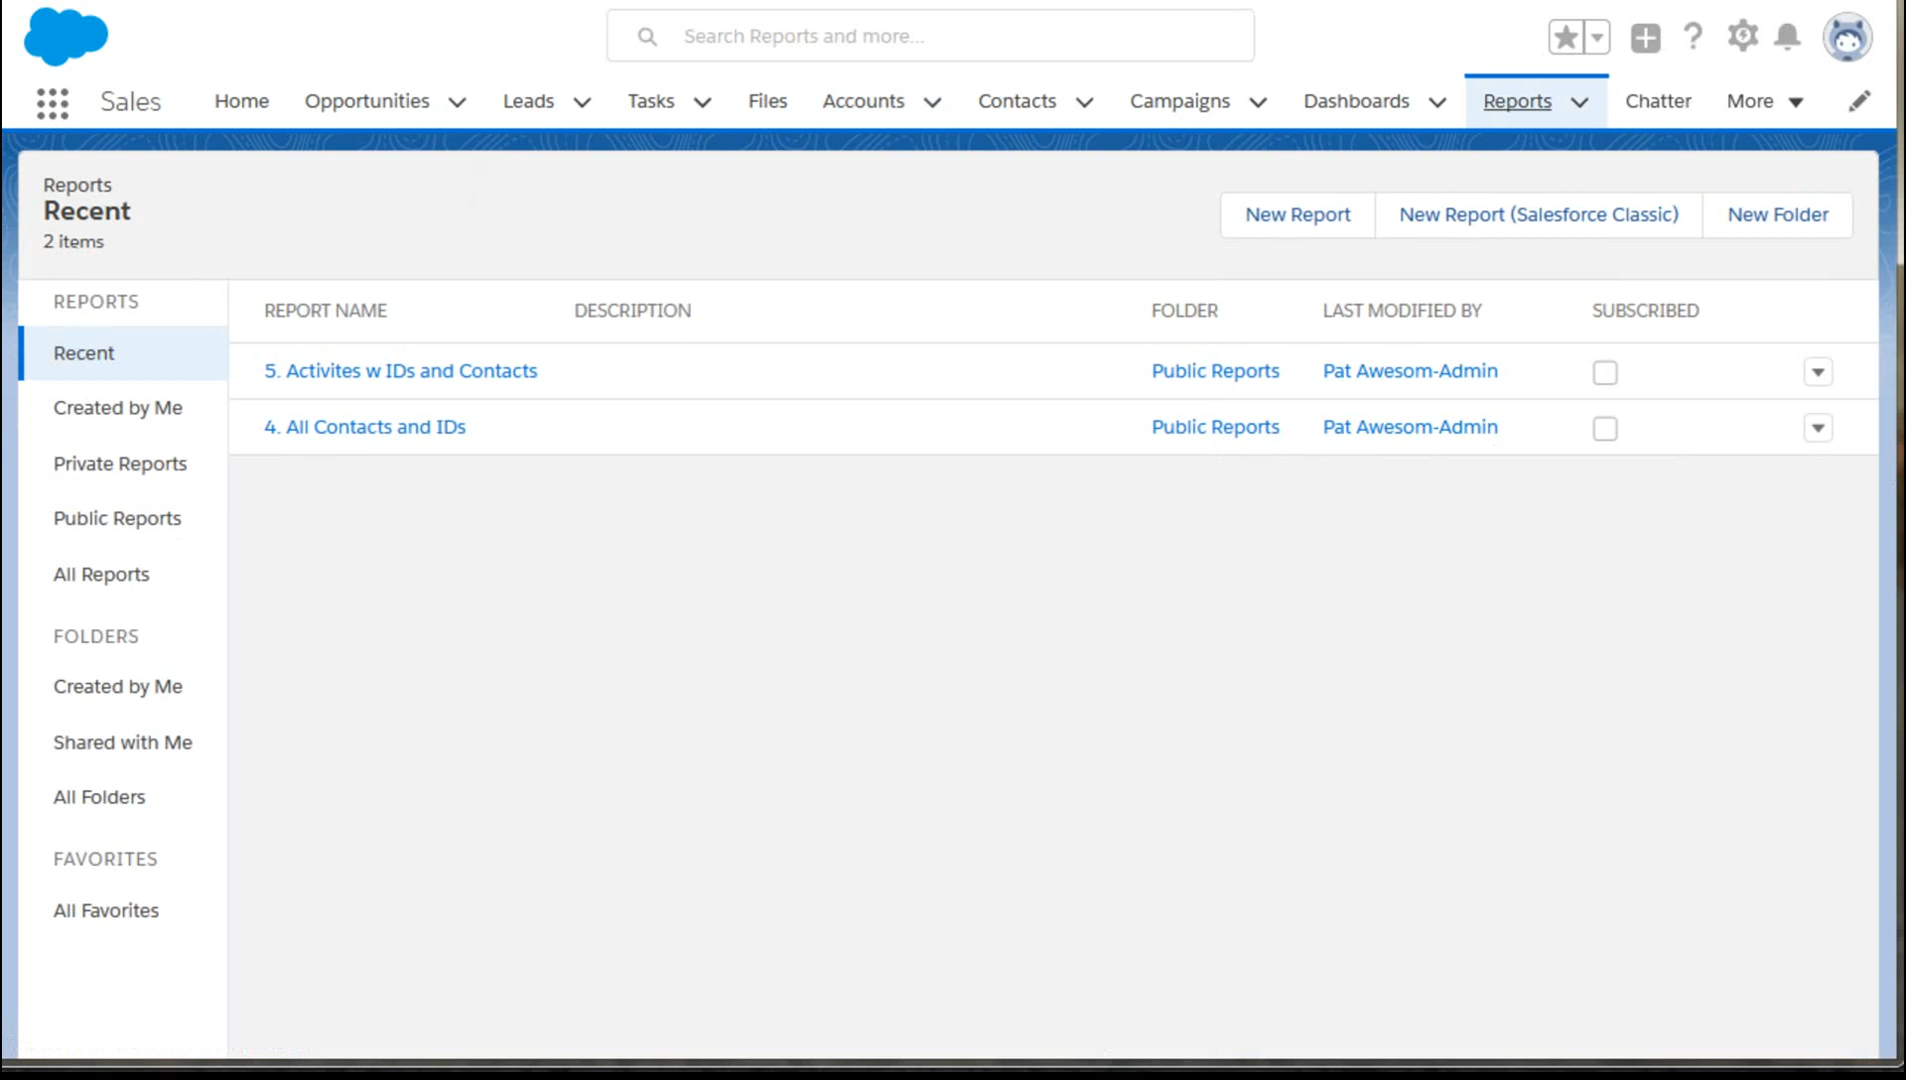 Search Reports and more...
Sales Home Opportunities Leads Tasks Files Accounts Contacts Campaigns Dashboards Reports Chatter More
Reports
Recent
2 items
New Report New Report (Salesforce Classic) New Folder
REPORTS
Recent
Created by Me
Private Reports
Public Reports
All Reports
FOLDERS
Created by Me
Shared with Me
All Folders
FAVORITES
All Favorites
REPORT NAME DESCRIPTION FOLDER LAST MODIFIED BY SUBSCRIBED
5. Activites w IDs and Contacts Public Reports Pat Awesom-Admin
4. All Contacts and IDs Public Reports Pat Awesom-Admin